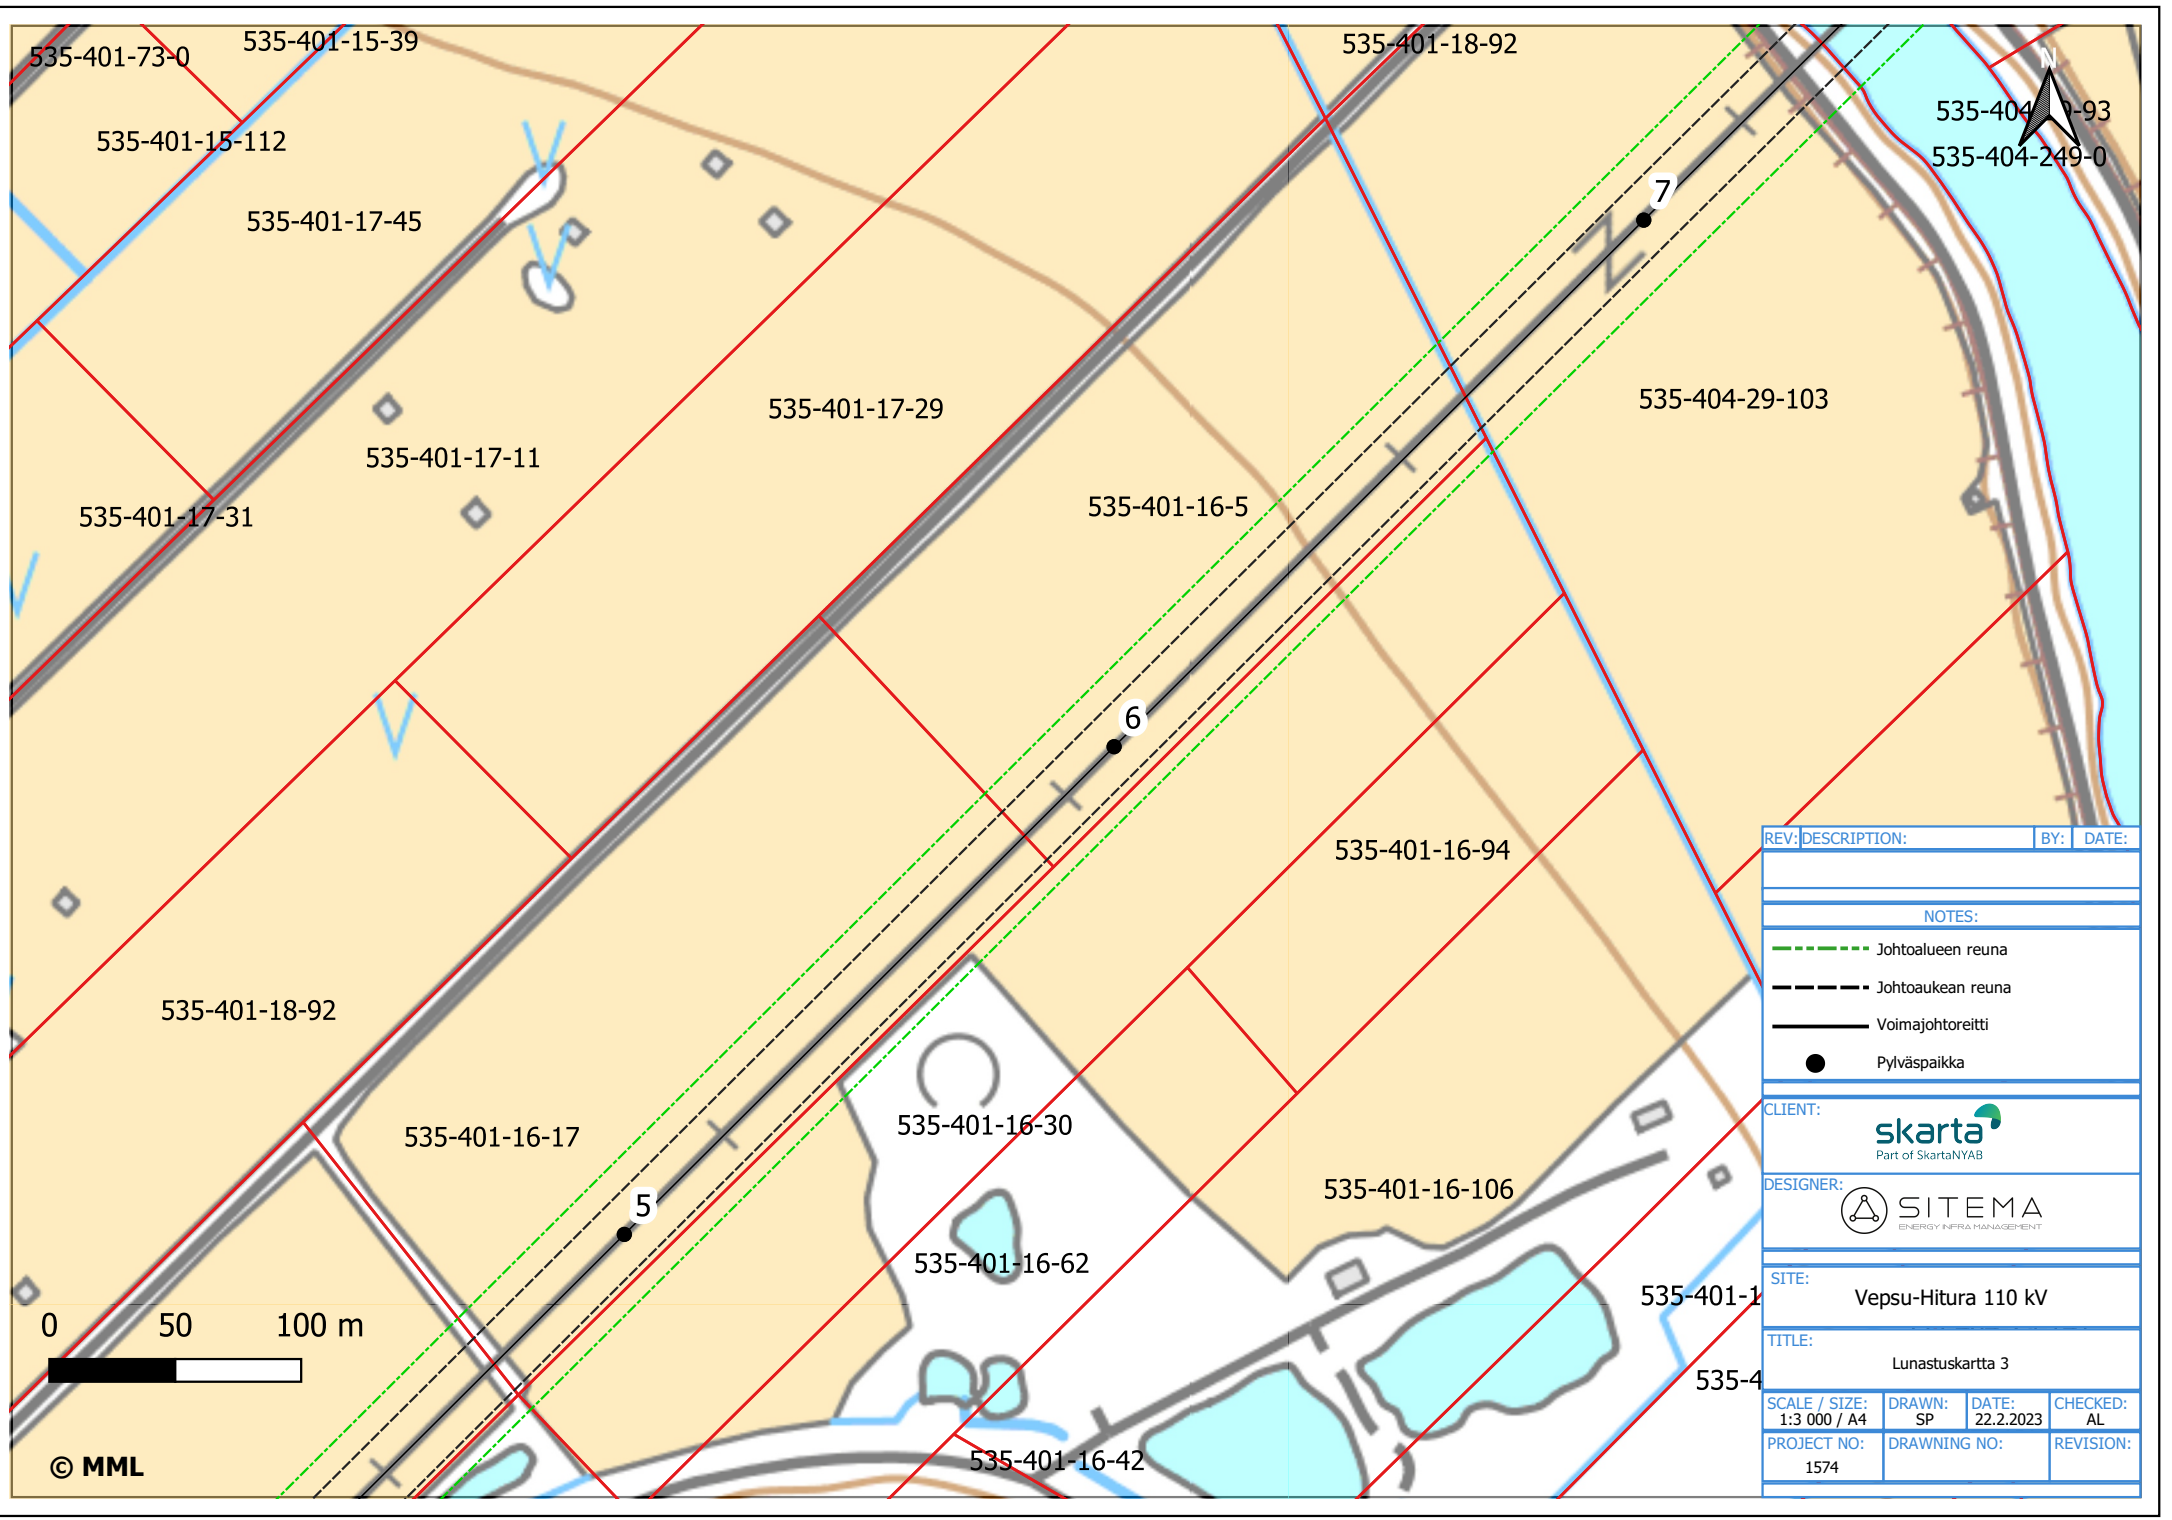 535-401-73-0
535-401-15-39
535-401-18-92
N
535-401-15-112
535-404-249-0
535-401-17-45
7
535-401-17-29
535-404-29-103
535-401-17-11
535-401-16-5
535-401-17-31
6
535-401-16-94
535-401-18-92
535-401-16-17
535-401-16-30
535-401-16-106
5
535-401-16-62
535-401-1
535-4
535-401-16-42
0 50 100 m
© MML
REV: DESCRIPTION: BY: DATE:
NOTES:
Johtoalueen reuna
Johtoaukean reuna
Voimajohtoreitti
Pylväspaikka
CLIENT:
skarta
Part of SkartaNYAB
DESIGNER:
SITEMA
ENERGY INFRA MANAGEMENT
SITE:
Vepsu-Hitura 110 kV
TITLE:
Lunastuskartta 3
SCALE / SIZE: DRAWN: DATE: CHECKED:
1:3 000 / A4 SP 22.2.2023 AL
PROJECT NO: DRAWING NO: REVISION:
1574